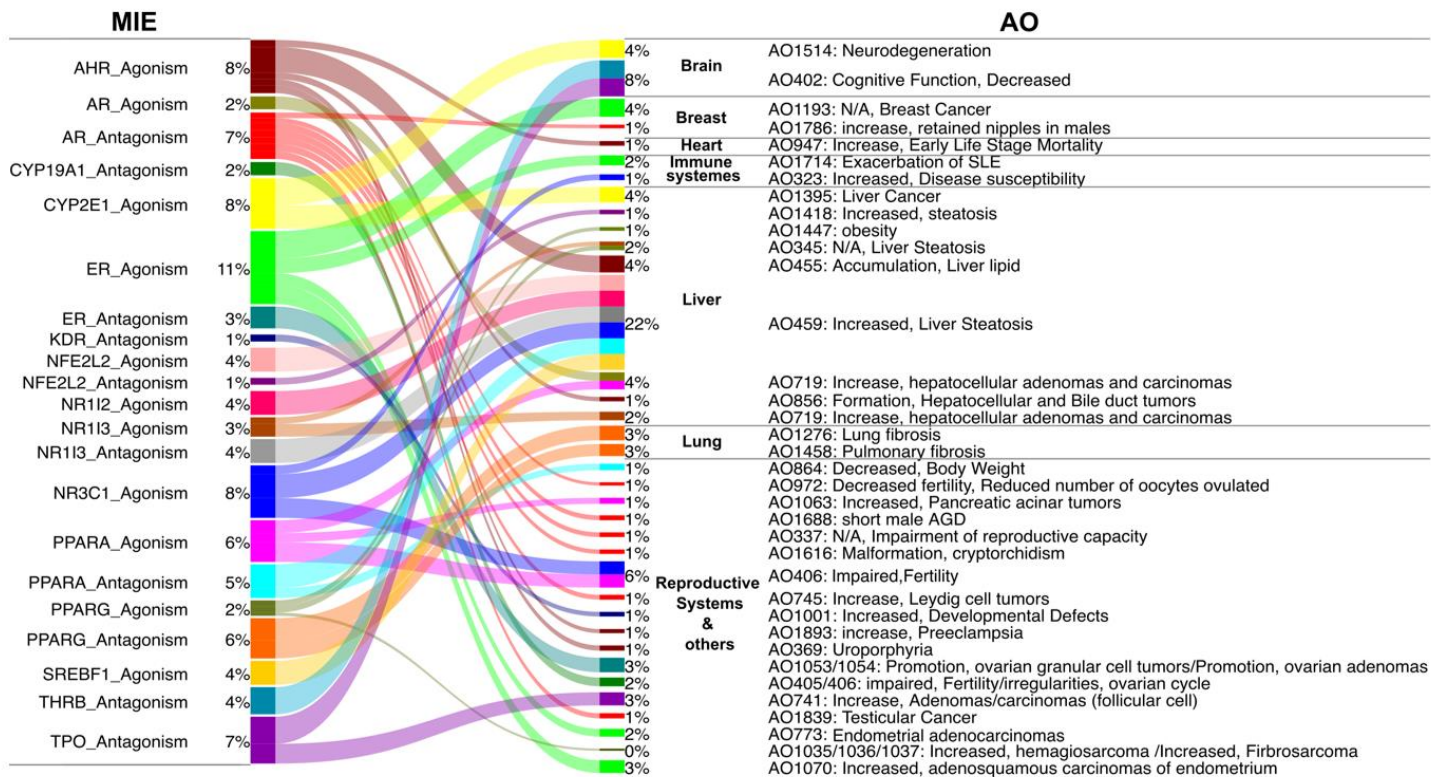 MIE
AHR_Agonism 8%
AR_Agonism 2%
AR_Antagonism 7%
CYP19A1_Antagonism 2%
CYP2E1_Agonism 8%
ER_Agonism 11%
ER_Antagonism 3%
KDR_Antagonism 1%
NFE2L2_Agonism 4%
NFE2L2_Antagonism 1%
NR1I2_Agonism 4%
NR1I3_Agonism 3%
NR1I3_Antagonism 4%
NR3C1_Agonism 8%
PPARA_Agonism 6%
PPARA_Antagonism 5%
PPARG_Agonism 2%
PPARG_Antagonism 6%
SREBF1_Agonism 4%
THRB_Agonism 4%
TPO_Antagonism 7%
AO
Brain
4% AO1514: Neurodegeneration
8% AO402: Cognitive Function, Decreased
Breast
4% AO1193: N/A, Breast Cancer
1% AO1786: increase, retained nipples in males
Heart
1% AO947: Increase, Early Life Stage Mortality
Immune
systemes
2% AO1714: Exacerbation of SLE
1% AO323: Increased, Disease susceptibility
Liver
4% AO1395: Liver Cancer
1% AO1418: Increased, steatosis
1% AO1447: obesity
2% AO345: N/A, Liver Steatosis
4% AO455: Accumulation, Liver lipid
22% AO459: Increased, Liver Steatosis
4% AO719: Increase, hepatocellular adenomas and carcinomas
1% AO856: Formation, Hepatocellular and Bile duct tumors
2% AO719: Increase, hepatocellular adenomas and carcinomas
Lung
3% AO1276: Lung fibrosis
3% AO1458: Pulmonary fibrosis
Reproductive
Systems
&
others
1% AO864: Decreased, Body Weight
1% AO972: Decreased fertility, Reduced number of oocytes ovulated
1% AO1063: Increased, Pancreatic acinar tumors
1% AO1688: short male AGD
1% AO337: N/A, Impairment of reproductive capacity
1% AO1616: Malformation, cryptorchidism
6% AO406: Impaired,Fertility
1% AO745: Increase, Leydig cell tumors
1% AO1001: Increased, Developmental Defects
1% AO1893: increase, Preeclampsia
1% AO369: Uroporphyria
3% AO1053/1054: Promotion, ovarian granular cell tumors/Promotion, ovarian adenomas
2% AO405/406: impaired, Fertility/irregularities, ovarian cycle
3% AO741: Increase, Adenomas/carcinomas (follicular cell)
1% AO1839: Testicular Cancer
2% AO773: Endometrial adenocarcinomas
0% AO1035/1036/1037: Increased, hemagiosarcoma /Increased, Firbrosarcoma
3% AO1070: Increased, adenosquamous carcinomas of endometrium